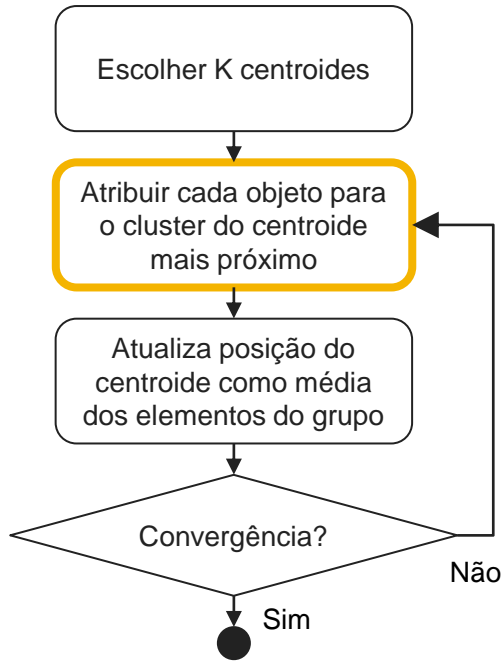 Escolher K centroides
Atribuir cada objeto para
o cluster do centroide
mais próximo
Atualiza posição do
centroide como média
dos elementos do grupo
Convergência?
Não
Sim